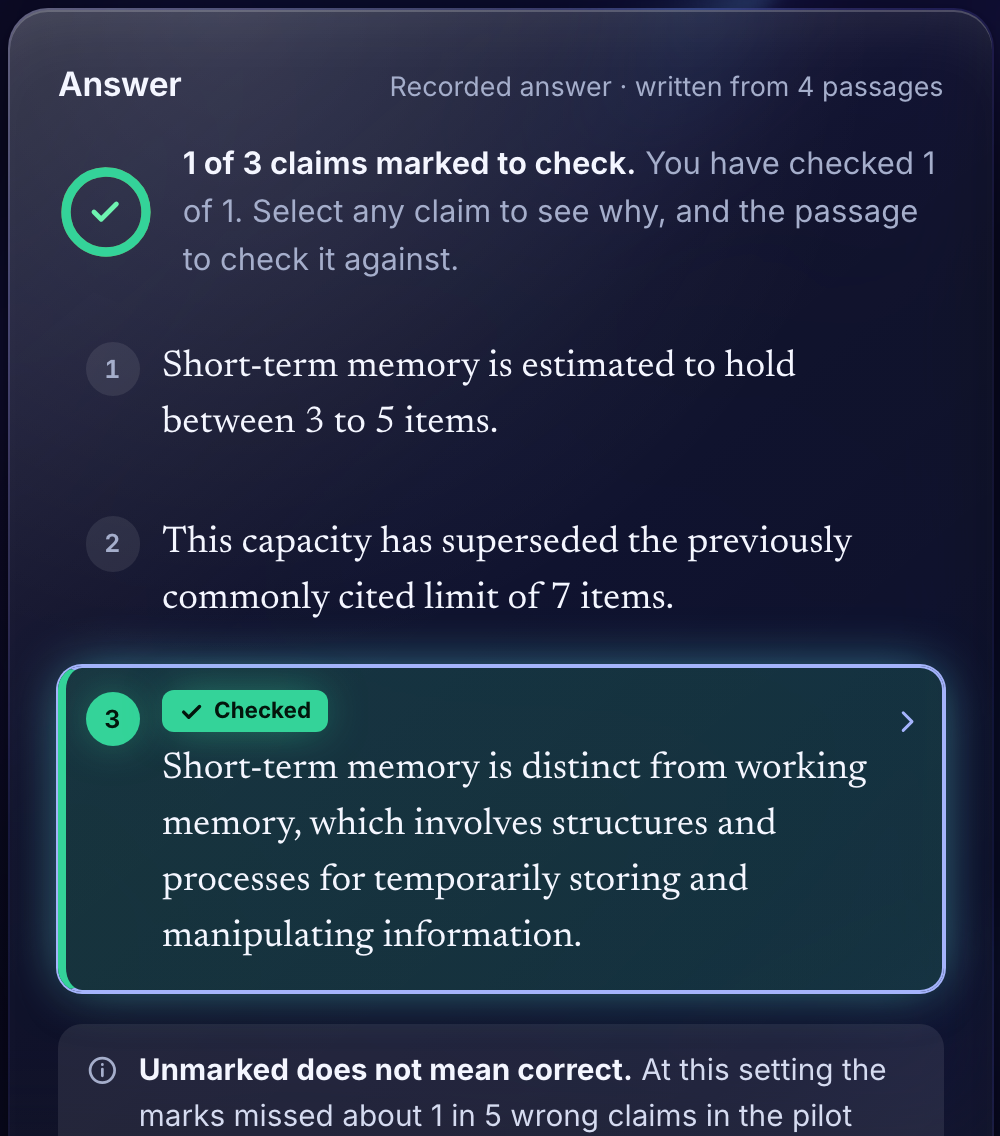 Answer
Recorded answer · written from 4 passages
1 of 3 claims marked to check. You have checked 1
of 1. Select any claim to see why, and the passage
to check it against.
1
Short-term memory is estimated to hold
between 3 to 5 items.
2
This capacity has superseded the previously
commonly cited limit of 7 items.
3
Checked
Short-term memory is distinct from working
memory, which involves structures and
processes for temporarily storing and
manipulating information.
Unmarked does not mean correct. At this setting the
marks missed about 1 in 5 wrong claims in the pilot